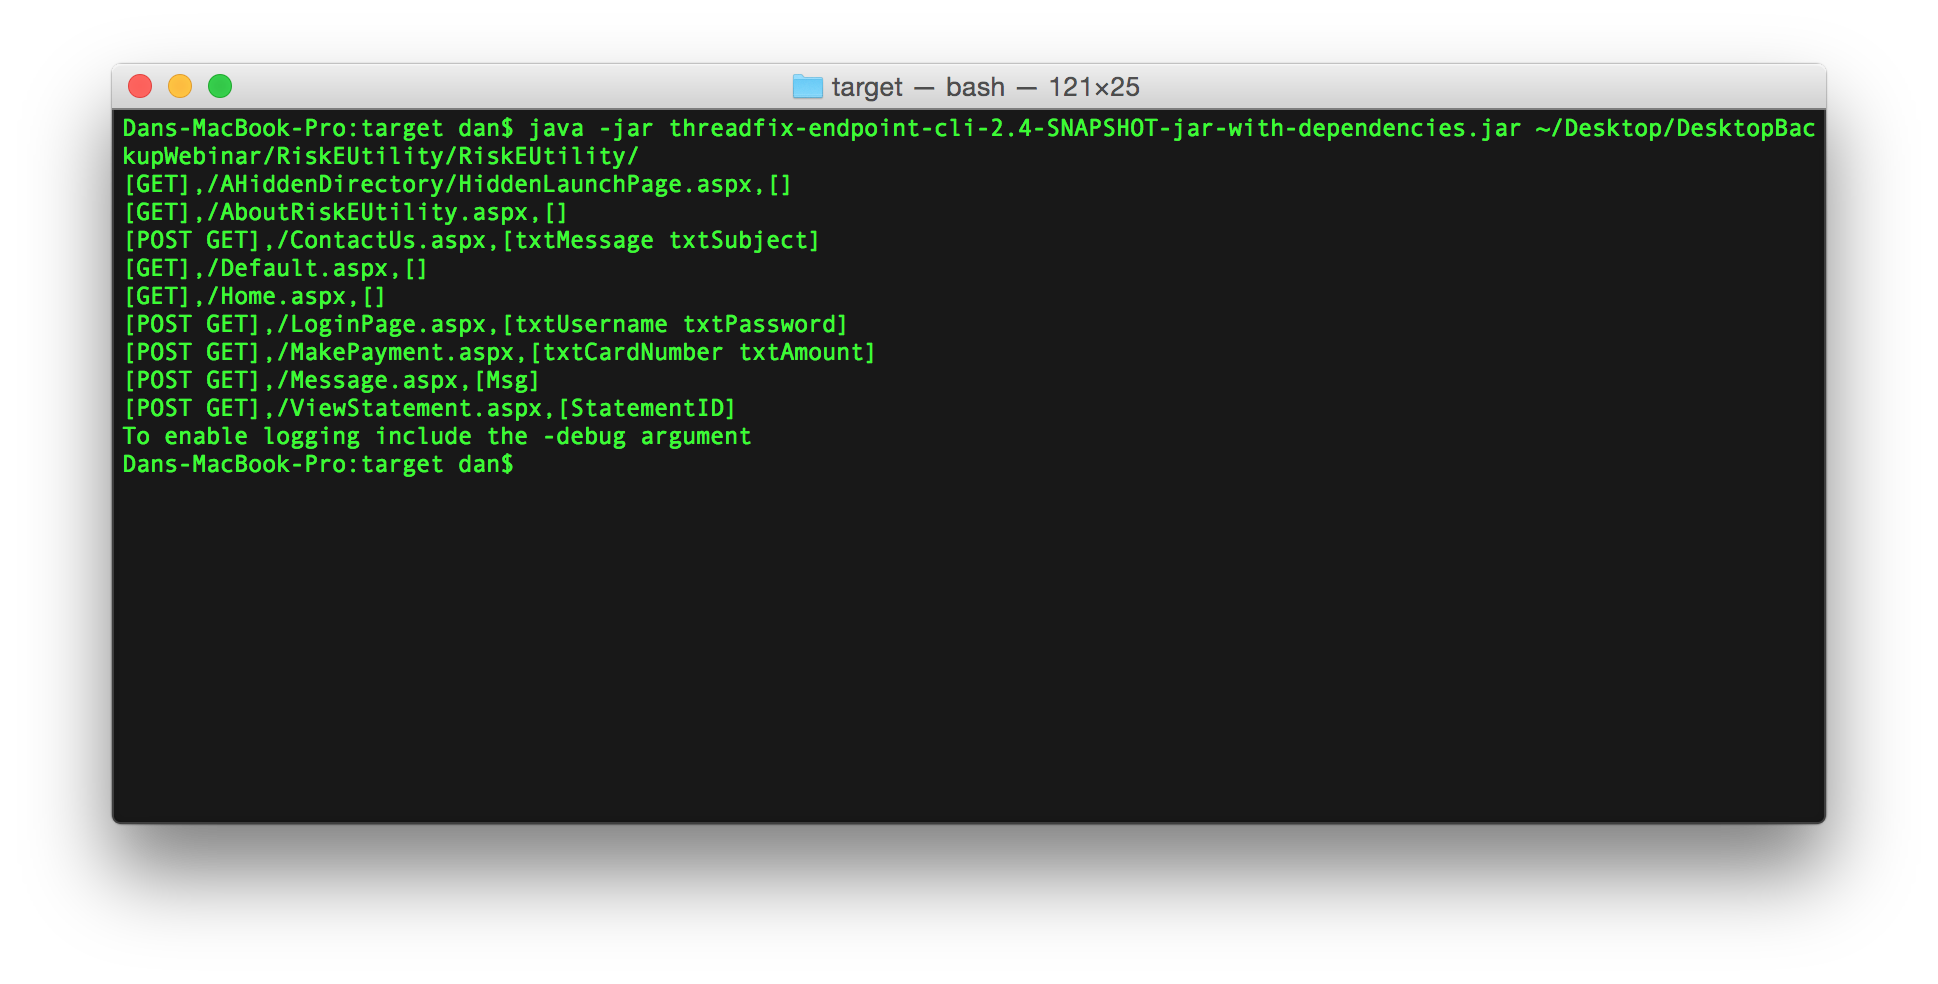 target — bash — 121×25
Dans-MacBook-Pro:target dan$ java -jar threadfix-endpoint-cli-2.4-SNAPSHOT-jar-with-dependencies.jar ~/Desktop/DesktopBac
kupWebinar/RiskEUtility/RiskEUtility/
[GET],/AHiddenDirectory/HiddenLaunchPage.aspx,[]
[GET],/AboutRiskEUtility.aspx,[]
[POST GET],/ContactUs.aspx,[txtMessage txtSubject]
[GET],/Default.aspx,[]
[GET],/Home.aspx,[]
[POST GET],/LoginPage.aspx,[txtUsername txtPassword]
[POST GET],/MakePayment.aspx,[txtCardNumber txtAmount]
[POST GET],/Message.aspx,[Msg]
[POST GET],/ViewStatement.aspx,[StatementID]
To enable logging include the -debug argument
Dans-MacBook-Pro:target dan$